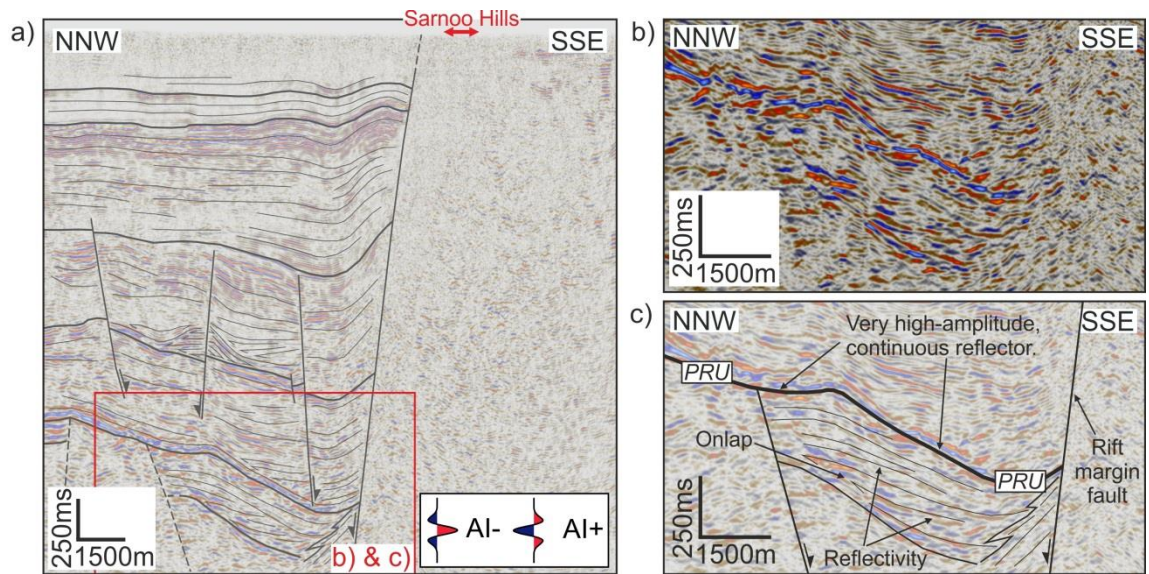 a)
NNW
Sarnoo Hills
SSE
250ms
1500m
AI-
AI+
b) & c)
b)
NNW
SSE
250ms
1500m
c)
NNW
Very high-amplitude,
continuous reflector.
SSE
PRU
Onlap
PRU
Rift
margin
fault
250ms
1500m
Reflectivity